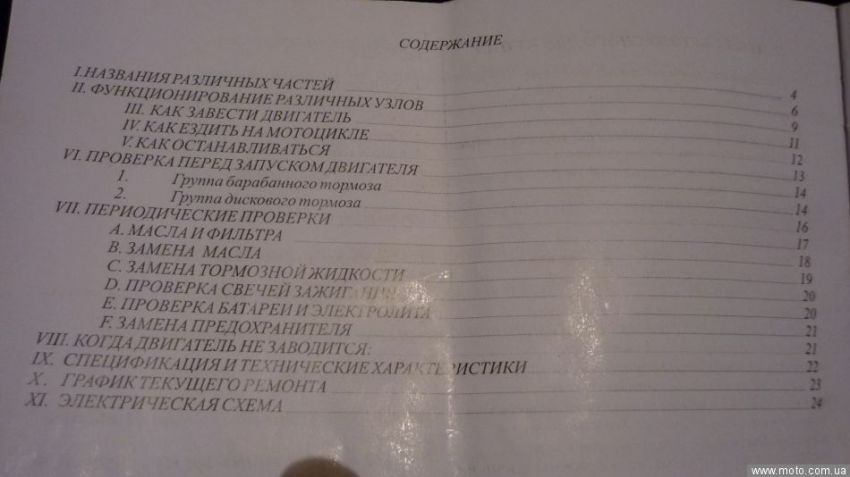 СОДЕРЖАНИЕ
I. НАЗВАНИЯ РАЗЛИЧНЫХ ЧАСТЕЙ 4
II. ФУНКЦИОНИРОВАНИЕ РАЗЛИЧНЫХ УЗЛОВ 6
III. КАК ЗАВЕСТИ ДВИГАТЕЛЬ 9
IV. КАК ЕЗДИТЬ НА МОТОЦИКЛЕ 11
V. КАК ОСТАНАВЛИВАТЬСЯ 12
VI. ПРОВЕРКА ПЕРЕД ЗАПУСКОМ ДВИГАТЕЛЯ 13
1. Группа барабанного тормоза 14
2. Группа дискового тормоза 14
VII. ПЕРИОДИЧЕСКИЕ ПРОВЕРКИ 16
A. МАСЛА И ФИЛЬТРА 17
B. ЗАМЕНА МАСЛА 18
C. ЗАМЕНА ТОРМОЗНОЙ ЖИДКОСТИ 19
D. ПРОВЕРКА СВЕЧЕЙ ЗАЖИГАНИЯ 20
E. ПРОВЕРКА БАТАРЕИ И ЭЛЕКТРОЛИТА 20
F. ЗАМЕНА ПРЕДОХРАНИТЕЛЯ 21
VIII. КОГДА ДВИГАТЕЛЬ НЕ ЗАВОДИТСЯ: 21
IX. СПЕЦИФИКАЦИЯ И ТЕХНИЧЕСКИЕ ХАРАКТЕРИСТИКИ 22
X. ГРАФИК ТЕКУЩЕГО РЕМОНТА 23
XI. ЭЛЕКТРИЧЕСКАЯ СХЕМА 24
www.moto.com.ua